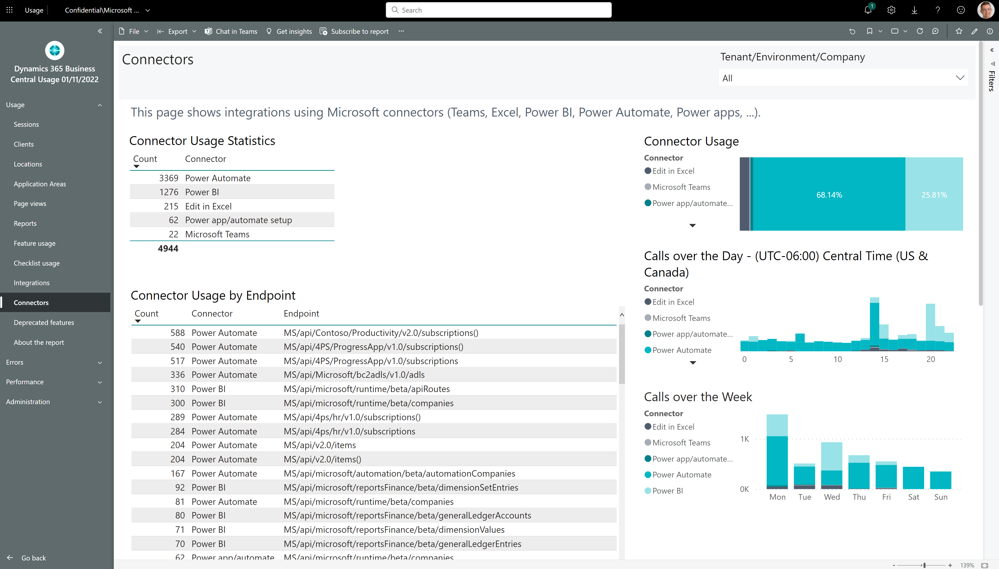 Usage
Confidential\Microsoft ...
Search
1
File
Export
Chat in Teams
Get insights
Subscribe to report
...
Dynamics 365 Business
Central Usage 01/11/2022
Usage
Sessions
Clients
Locations
Application Areas
Page views
Reports
Feature usage
Checklist usage
Integrations
Connectors
Deprecated features
About the report
Errors
Performance
Administration
Go back
Connectors
Tenant/Environment/Company
All
Filters
This page shows integrations using Microsoft connectors (Teams, Excel, Power BI, Power Automate, Power apps, ...).
Connector Usage Statistics
Count Connector
3369 Power Automate
1276 Power BI
215 Edit in Excel
62 Power app/automate setup
22 Microsoft Teams
4944
Connector Usage by Endpoint
Count Connector Endpoint
588 Power Automate MS/api/Contoso/Productivity/v2.0/subscriptions()
540 Power Automate MS/api/4PS/ProgressApp/v1.0/subscriptions()
517 Power Automate MS/api/4PS/ProgressApp/v1.0/subscriptions
336 Power Automate MS/api/Microsoft/bc2adls/v1.0/adls
310 Power BI MS/api/microsoft/runtime/beta/apiRoutes
300 Power BI MS/api/microsoft/runtime/beta/companies
289 Power Automate MS/api/4ps/hr/v1.0/subscriptions()
284 Power Automate MS/api/4ps/hr/v1.0/subscriptions
204 Power Automate MS/api/v2.0/items
204 Power Automate MS/api/v2.0/items()
167 Power Automate MS/api/microsoft/automation/beta/automationCompanies
92 Power BI MS/api/microsoft/reportsFinance/beta/dimensionSetEntries
81 Power Automate MS/api/microsoft/runtime/beta/companies
80 Power BI MS/api/microsoft/reportsFinance/beta/generalLedgerAccounts
71 Power BI MS/api/microsoft/reportsFinance/beta/dimensionValues
70 Power BI MS/api/microsoft/reportsFinance/beta/generalLedgerEntries
62 Power app/automate MS/api/microsoft/runtime/beta/companies
Connector Usage
Connector
Edit in Excel
Microsoft Teams
Power app/automate...
68.14%
25.81%
Calls over the Day - (UTC-06:00) Central Time (US &
Canada)
Connector
Edit in Excel
Microsoft Teams
Power app/automate...
Power Automate
0 5 10 15 20
Calls over the Week
Connector
Edit in Excel
Microsoft Teams
Power app/automate...
Power Automate
Power BI
1K
0K
Mon Tue Wed Thu Fri Sat Sun
- + 139%